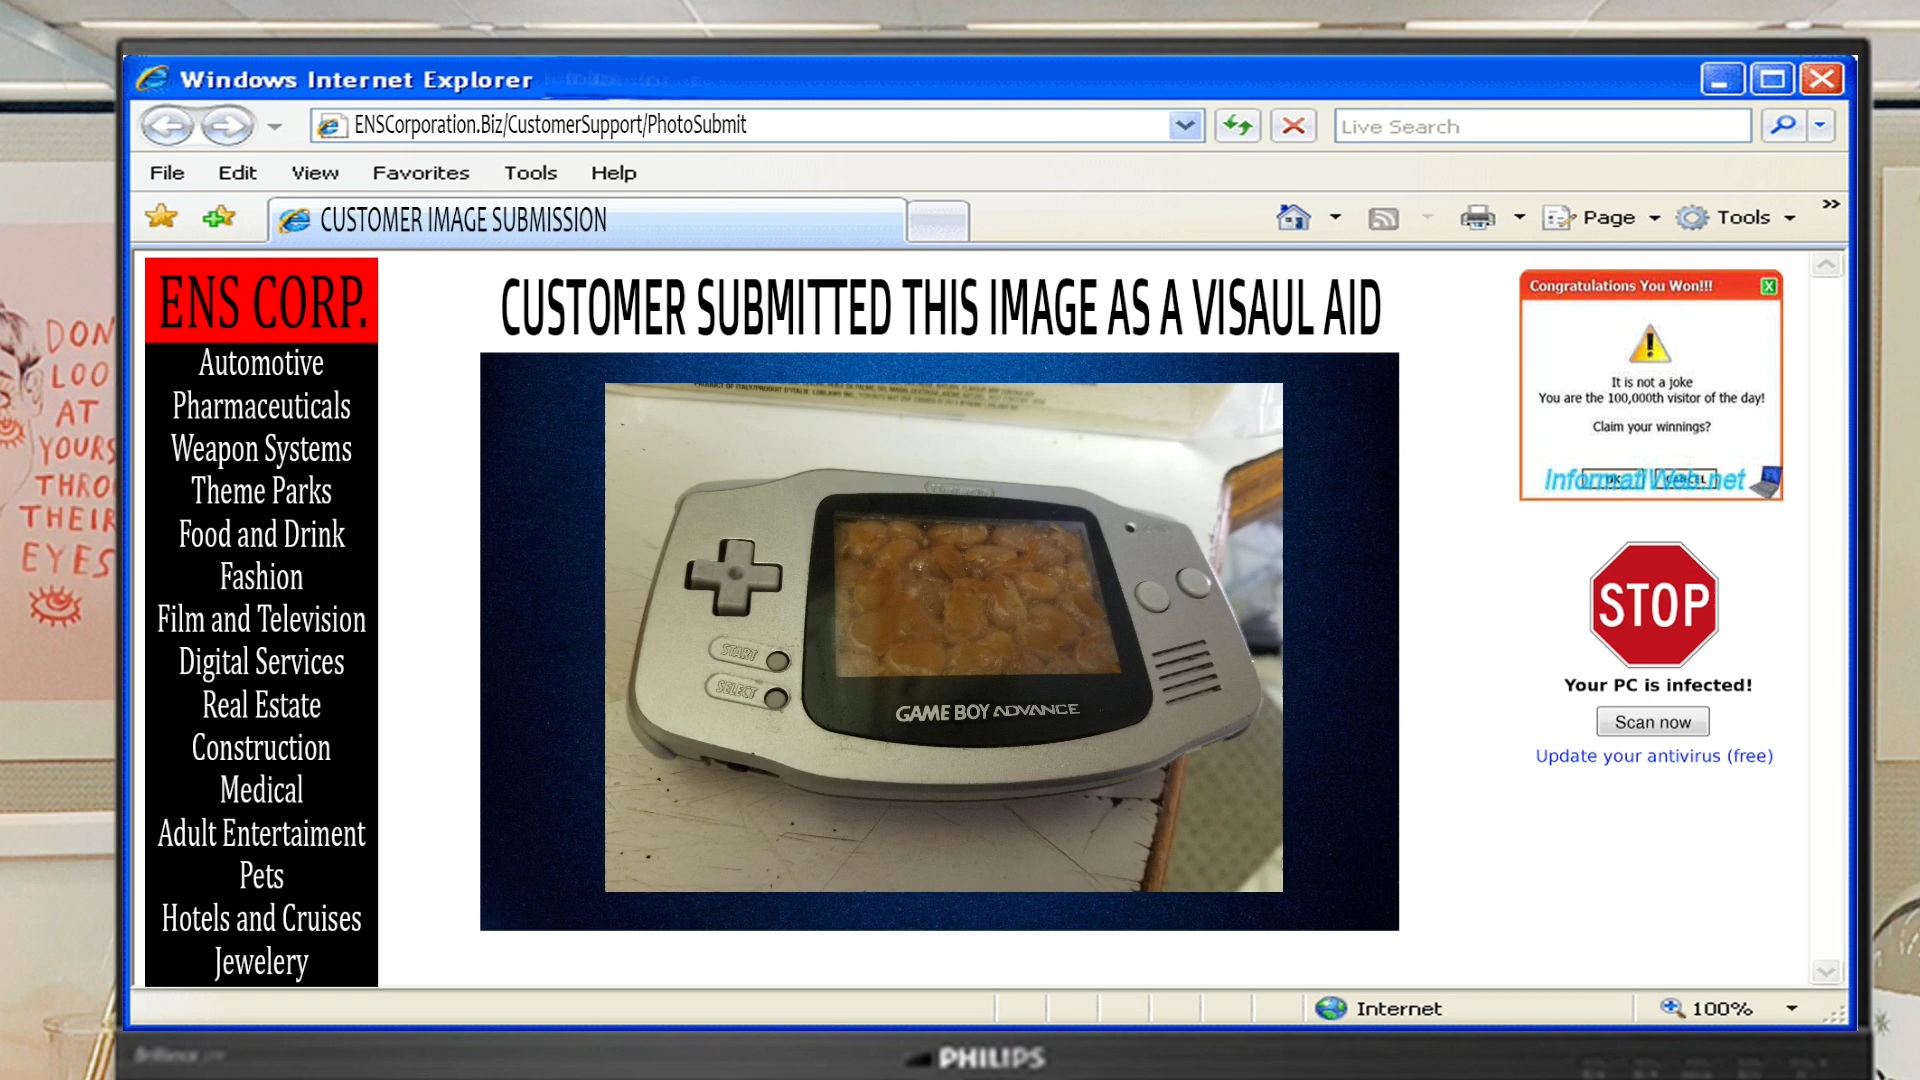 Windows Internet Explorer
ENSCorporation.Biz/CustomerSupport/PhotoSubmit
Live Search
File Edit View Favorites Tools Help
CUSTOMER IMAGE SUBMISSION
Page Tools
ENS CORP.
Automotive
Pharmaceuticals
Weapon Systems
Theme Parks
Food and Drink
Fashion
Film and Television
Digital Services
Real Estate
Construction
Medical
Adult Entertaiment
Pets
Hotels and Cruises
Jewelery
CUSTOMER SUBMITTED THIS IMAGE AS A VISAUL AID
START
SELECT
GAME BOY ADVANCE
Congratulations You Won!!!
It is not a joke
You are the 100,000th visitor of the day!
Claim your winnings?
InformatiWeb.net
STOP
Your PC is infected!
Scan now
Update your antivirus (free)
Internet
100%
PHILIPS
DON
LOO
AT
YOURS
THRO
THEIR
EYES